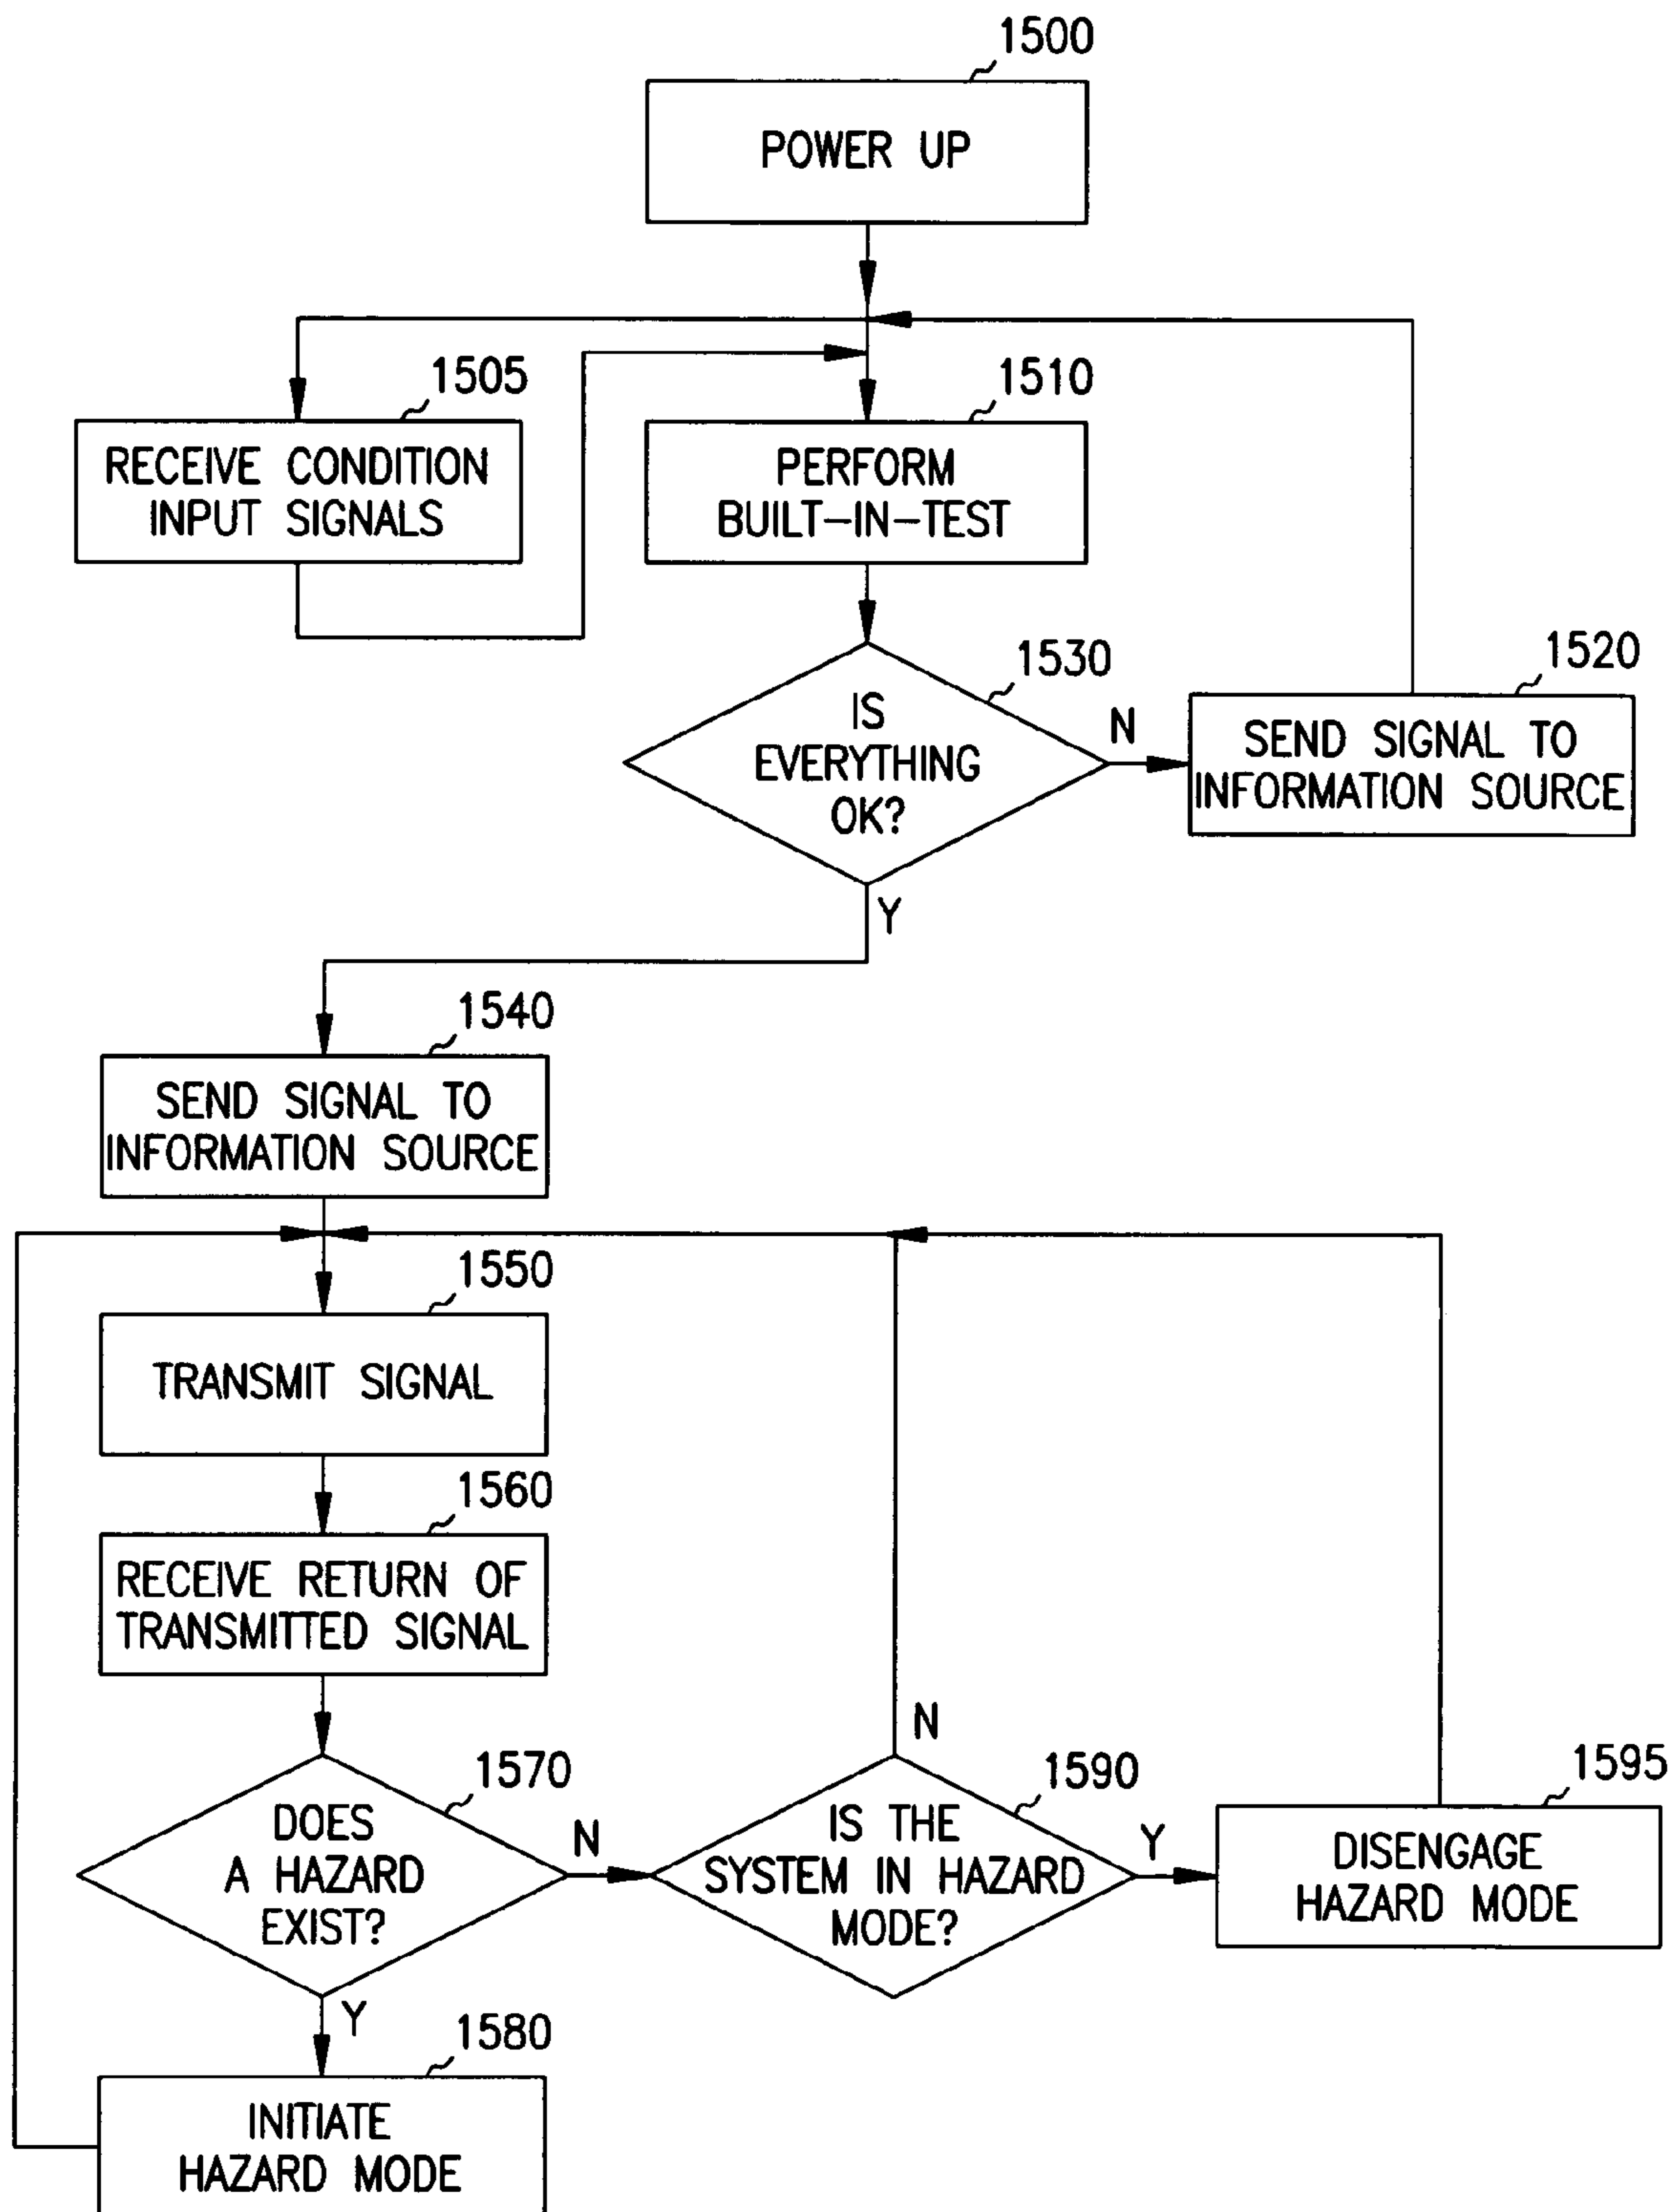 1500
POWER UP
1505
RECEIVE CONDITION
INPUT SIGNALS
1510
PERFORM
BUILT-IN-TEST
1530
IS
EVERYTHING
OK?
N
1520
SEND SIGNAL TO
INFORMATION SOURCE
Y
1540
SEND SIGNAL TO
INFORMATION SOURCE
1550
TRANSMIT SIGNAL
1560
RECEIVE RETURN OF
TRANSMITTED SIGNAL
1570
DOES
A HAZARD
EXIST?
N
1590
IS THE
SYSTEM IN HAZARD
MODE?
N
Y
1595
DISENGAGE
HAZARD MODE
Y
1580
INITIATE
HAZARD MODE